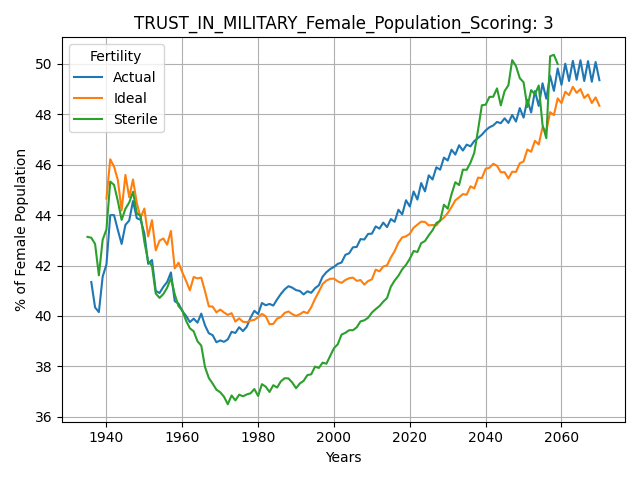 TRUST_IN_MILITARY_Female_Population_Scoring: 3
Fertility
Actual
Ideal
Sterile
% of Female Population
50
48
46
44
42
40
38
36
1940 1960 1980 2000 2020 2040 2060
Years